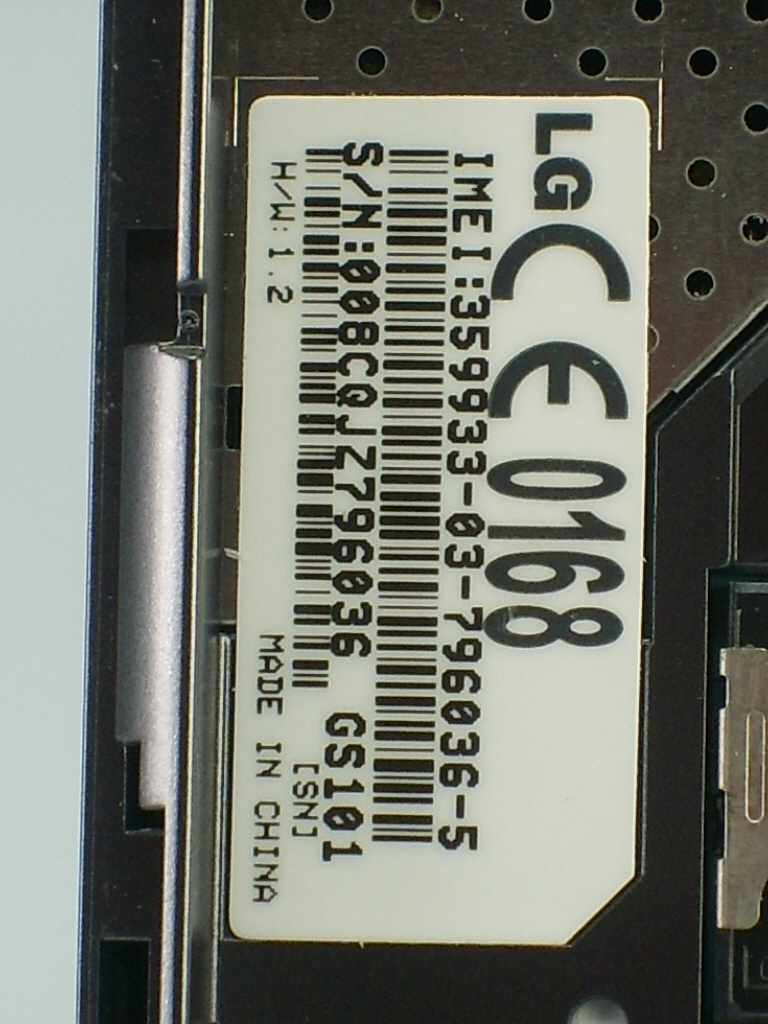 LG CE 0168
IMEI:359933-03-796036-5
S/N:008CQJZ796036 GS101
[SN]
H/W:1.2 MADE IN CHINA